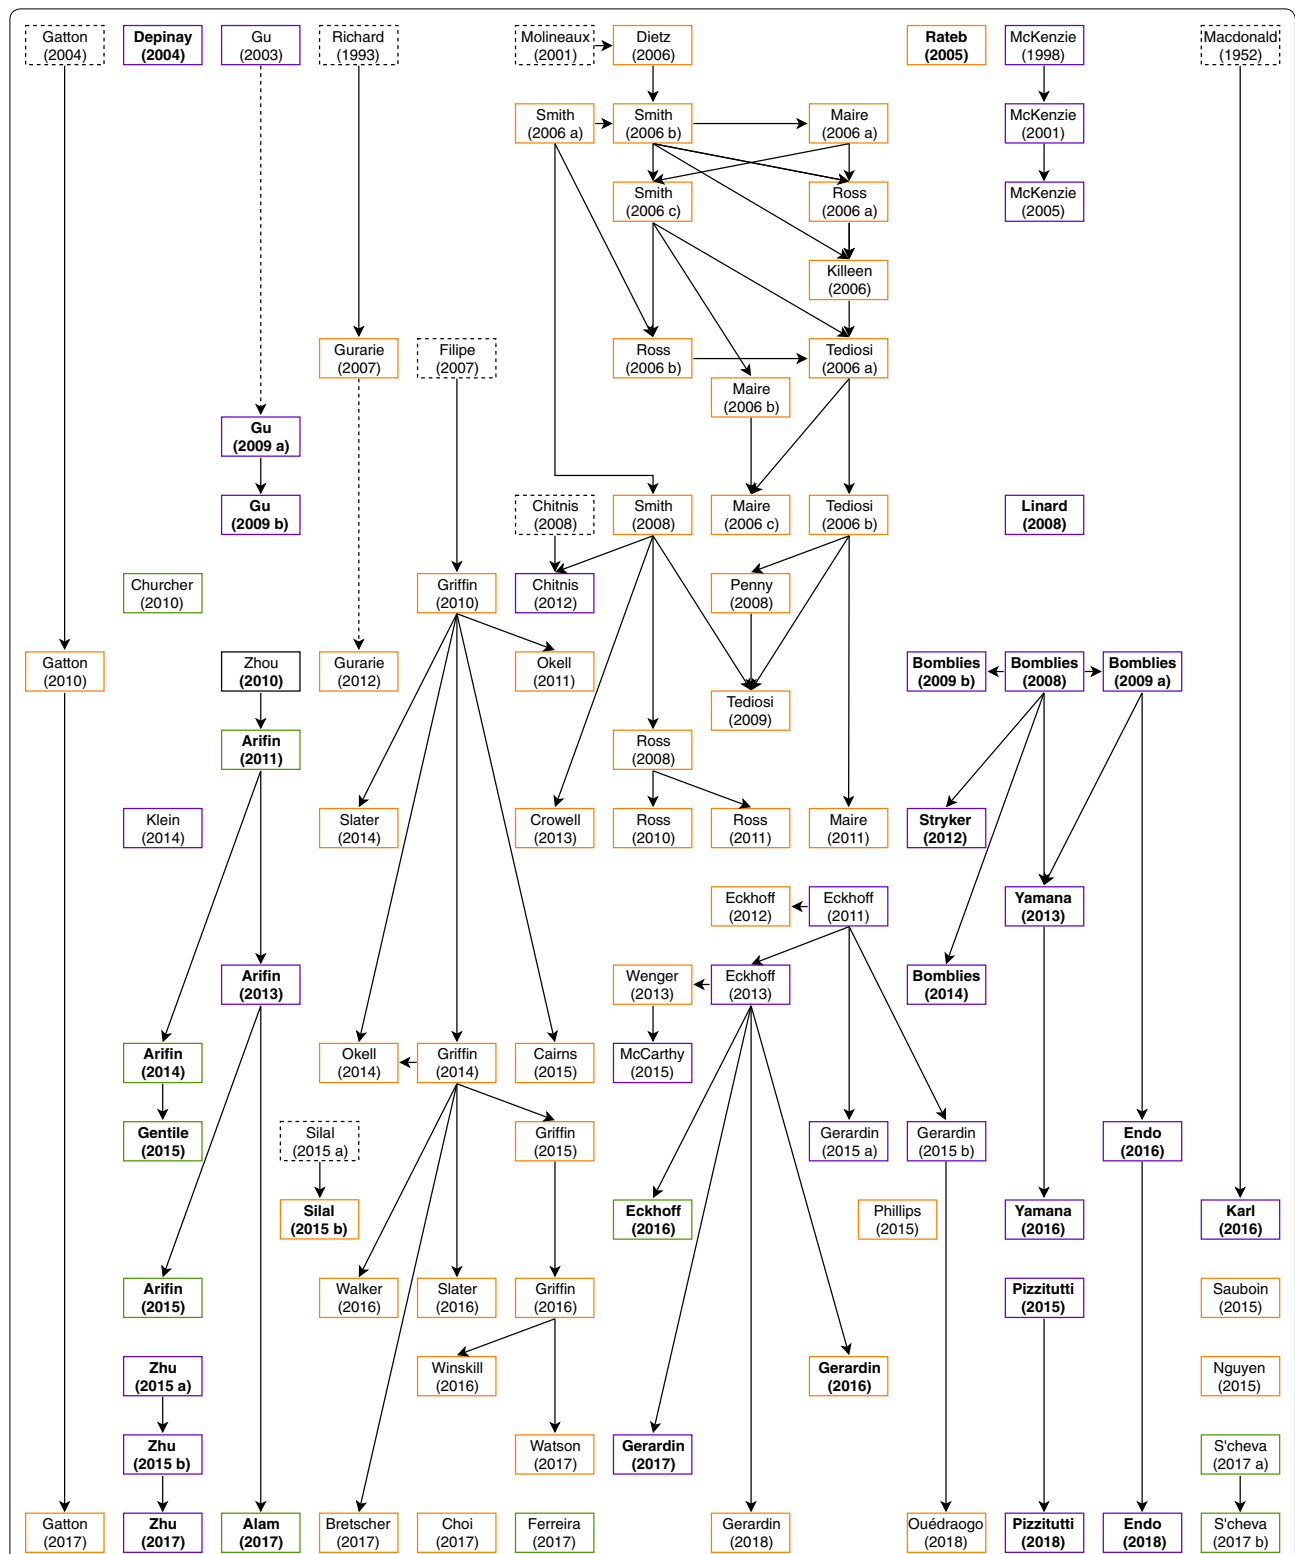 Gatton
(2004)
Depinay
(2004)
Gu
(2003)
Richard
(1993)
Molineaux
(2001)
Dietz
(2006)
Rateb
(2005)
McKenzie
(1998)
Macdonald
(1952)
Smith
(2006 a)
Smith
(2006 b)
Maire
(2006 a)
McKenzie
(2001)
Smith
(2006 c)
Ross
(2006 a)
McKenzie
(2005)
Killeen
(2006)
Gurarie
(2007)
Filipe
(2007)
Ross
(2006 b)
Tediosi
(2006 a)
Maire
(2006 b)
Gu
(2009 a)
Gu
(2009 b)
Chitnis
(2008)
Smith
(2008)
Maire
(2006 c)
Tediosi
(2006 b)
Linard
(2008)
Churcher
(2010)
Griffin
(2010)
Chitnis
(2012)
Penny
(2008)
Gatton
(2010)
Zhou
(2010)
Gurarie
(2012)
Okell
(2011)
Bomblies
(2009 b)
Bomblies
(2008)
Bomblies
(2009 a)
Tediosi
(2009)
Arifin
(2011)
Ross
(2008)
Klein
(2014)
Slater
(2014)
Crowell
(2013)
Ross
(2010)
Ross
(2011)
Maire
(2011)
Stryker
(2012)
Eckhoff
(2012)
Eckhoff
(2011)
Yamana
(2013)
Arifin
(2013)
Wenger
(2013)
Eckhoff
(2013)
Bomblies
(2014)
Arifin
(2014)
Okell
(2014)
Griffin
(2014)
Cairns
(2015)
McCarthy
(2015)
Gentile
(2015)
Silal
(2015 a)
Griffin
(2015)
Gerardin
(2015 a)
Gerardin
(2015 b)
Endo
(2016)
Silal
(2015 b)
Eckhoff
(2016)
Phillips
(2015)
Yamana
(2016)
Karl
(2016)
Arifin
(2015)
Walker
(2016)
Slater
(2016)
Griffin
(2016)
Pizzitutti
(2015)
Sauboin
(2015)
Zhu
(2015 a)
Winskill
(2016)
Gerardin
(2016)
Nguyen
(2015)
Zhu
(2015 b)
Watson
(2017)
Gerardin
(2017)
S'cheva
(2017 a)
Gatton
(2017)
Zhu
(2017)
Alam
(2017)
Bretscher
(2017)
Choi
(2017)
Ferreira
(2017)
Gerardin
(2018)
Ouédraogo
(2018)
Pizzitutti
(2018)
Endo
(2018)
S'cheva
(2017 b)